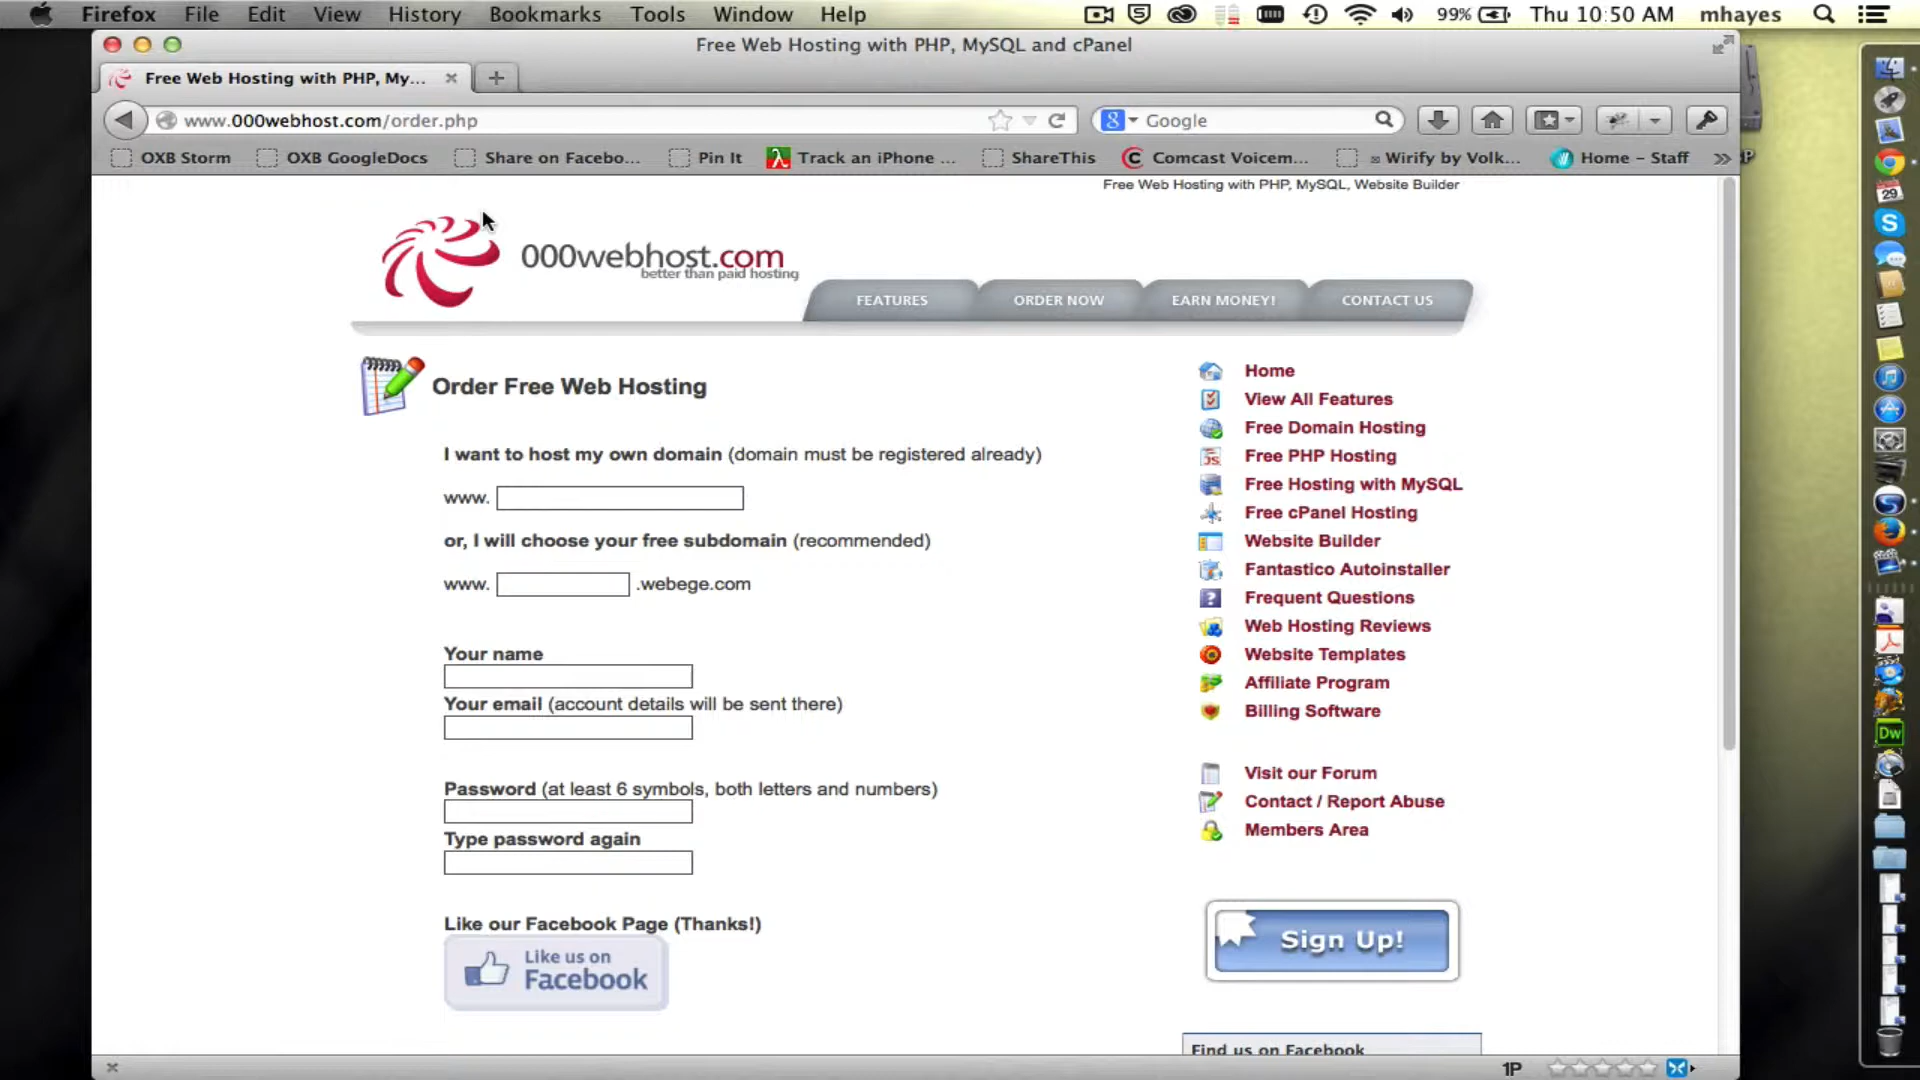 Firefox File Edit View History Bookmarks Tools Window Help 99% Thu 10:50 AM mhayes
Free Web Hosting with PHP, MySQL and cPanel
Free Web Hosting with PHP, My...
www.000webhost.com/order.php Google
OXB Storm OXB GoogleDocs Share on Facebo... Pin It Track an iPhone ... ShareThis Comcast Voicem... Wirify by Volk... Home – Staff
Free Web Hosting with PHP, MySQL, Website Builder
000webhost.com
better than paid hosting
FEATURES ORDER NOW EARN MONEY! CONTACT US
Order Free Web Hosting
I want to host my own domain (domain must be registered already)
www.
or, I will choose your free subdomain (recommended)
www. .webege.com
Your name
Your email (account details will be sent there)
Password (at least 6 symbols, both letters and numbers)
Type password again
Like our Facebook Page (Thanks!)
Like us on
Facebook
Home
View All Features
Free Domain Hosting
Free PHP Hosting
Free Hosting with MySQL
Free cPanel Hosting
Website Builder
Fantastico Autoinstaller
Frequent Questions
Web Hosting Reviews
Website Templates
Affiliate Program
Billing Software
Visit our Forum
Contact / Report Abuse
Members Area
Sign Up!
Find us on Facebook
1P
29
Dw